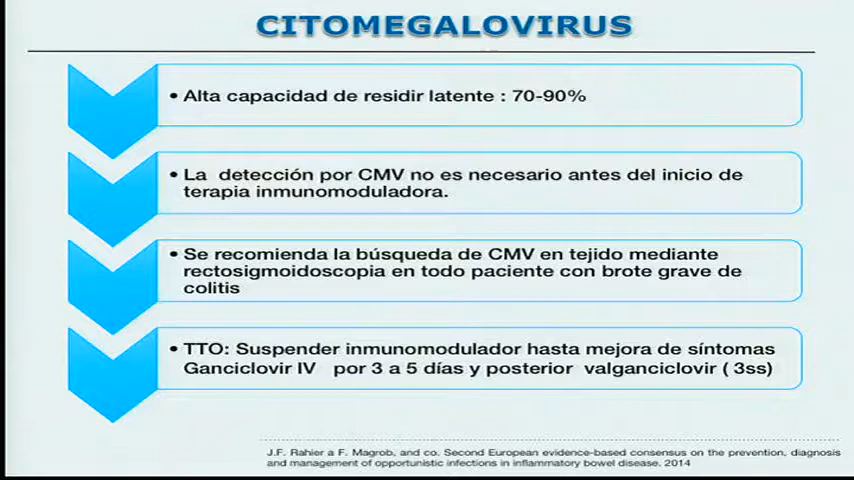 CITOMEGALOVIRUS
• Alta capacidad de residir latente : 70-90%
• La detección por CMV no es necesario antes del inicio de
terapia inmunomoduladora.
• Se recomienda la búsqueda de CMV en tejido mediante
rectosigmoidoscopia en todo paciente con brote grave de
colitis
• TTO: Suspender inmunomodulador hasta mejora de síntomas
Ganciclovir IV por 3 a 5 días y posterior valganciclovir ( 3ss)
J.F. Rahier a F. Magrob, and co. Second European evidence-based consensus on the prevention, diagnosis
and management of opportunistic infections in inflammatory bowel disease. 2014